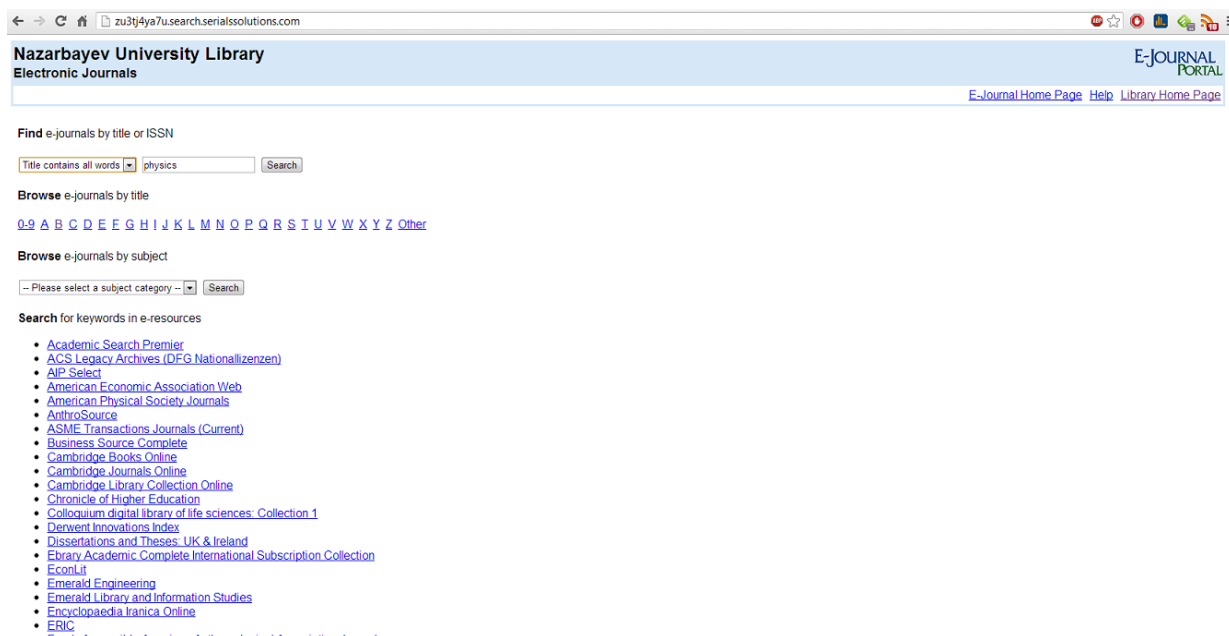 zu3tj4ya7u.search.serialssolutions.com
Nazarbayev University Library
Electronic Journals
E-JOURNAL
PORTAL
E-Journal Home Page Help Library Home Page
Find e-journals by title or ISSN
Title contains all words physics Search
Browse e-journals by title
0-9 A B C D E F G H I J K L M N O P Q R S T U V W X Y Z Other
Browse e-journals by subject
-- Please select a subject category -- Search
Search for keywords in e-resources
Academic Search Premier
ACS Legacy Archives (DFG Nationallizenzen)
AIP Select
American Economic Association Web
American Physical Society Journals
AnthroSource
ASME Transactions Journals (Current)
Business Source Complete
Cambridge Books Online
Cambridge Journals Online
Cambridge Library Collection Online
Chronicle of Higher Education
Colloquium digital library of life sciences: Collection 1
Derwent Innovations Index
Dissertations and Theses: UK & Ireland
Ebrary Academic Complete International Subscription Collection
EconLit
Emerald Engineering
Emerald Library and Information Studies
Encyclopaedia Iranica Online
ERIC